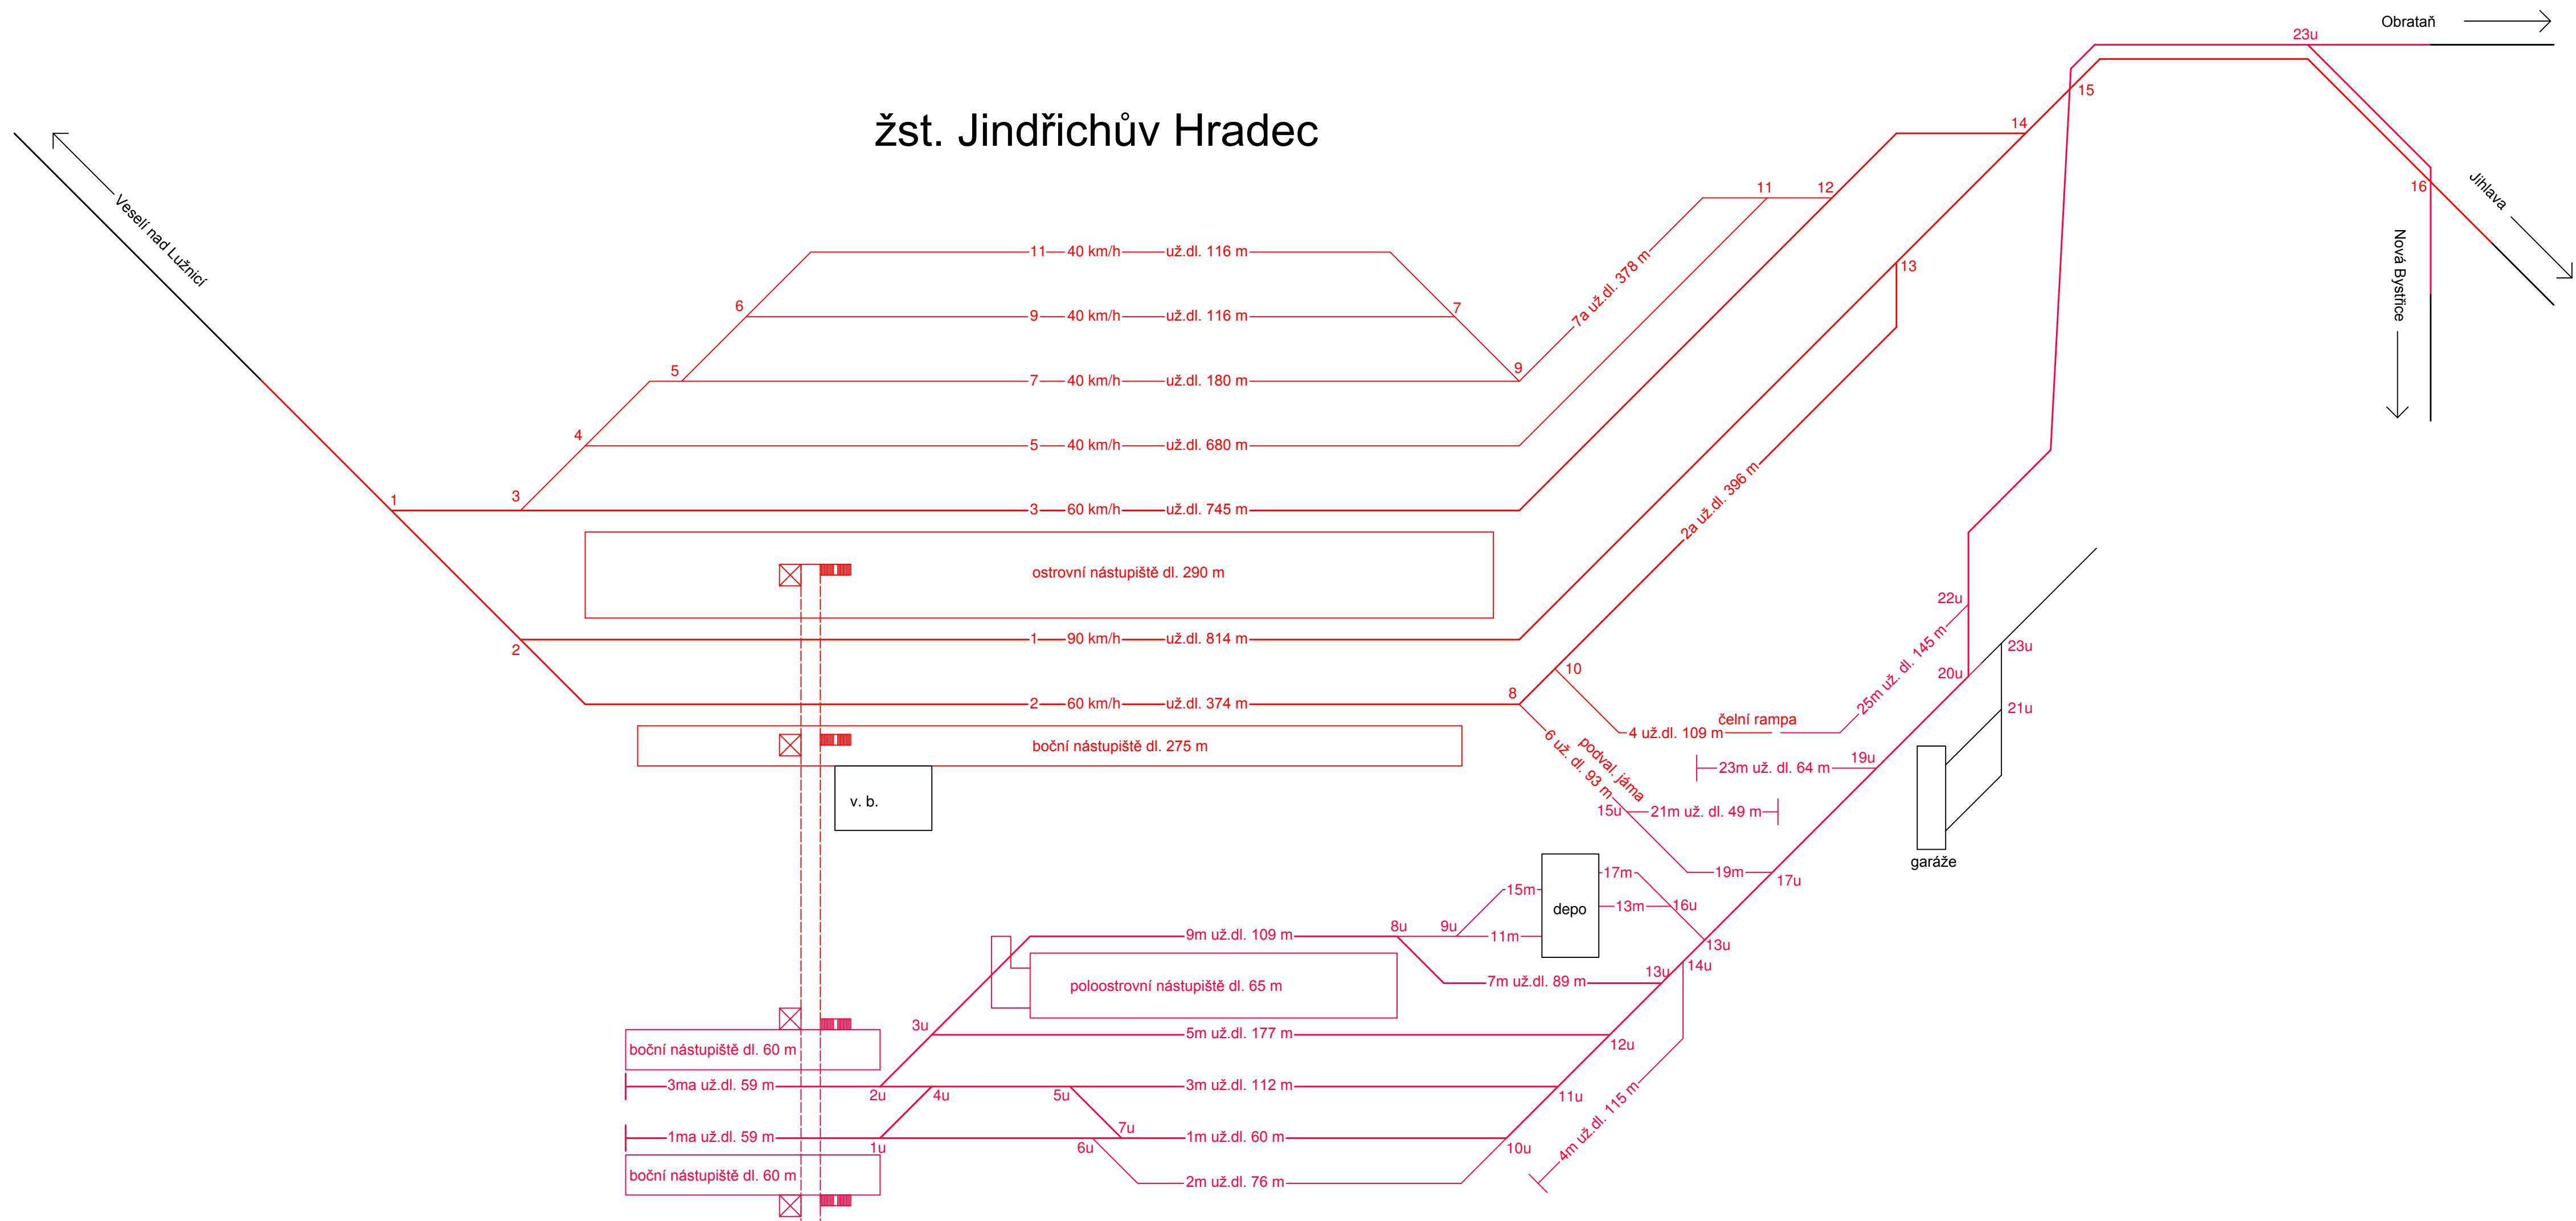 Obrataň
23u
15
žst. Jindřichův Hradec
14
Veselí nad Lužnicí
Jihlava
16
11
12
Nová Bystřice
11 40 km/h už.dl. 116 m
7a už.dl. 378 m
13
6
9 40 km/h už.dl. 116 m
7
5
7 40 km/h už.dl. 180 m
9
4
5 40 km/h už.dl. 680 m
1
3
3 60 km/h už.dl. 745 m
2a už.dl. 396 m
ostrovní nástupiště dl. 290 m
22u
2
1 90 km/h už.dl. 814 m
23u
10
20u
25m už. dl. 145 m
2 60 km/h už.dl. 374 m
8
21u
čelní rampa
4 už.dl. 109 m
boční nástupiště dl. 275 m
6 už. dl. 93 m
podval. jáma
19u
23m už. dl. 64 m
v. b.
15u
21m už. dl. 49 m
garáže
17m
19m
17u
15m
depo
13m
16u
9m už.dl. 109 m
8u
9u
11m
13u
14u
13u
7m už.dl. 89 m
poloostrovní nástupiště dl. 65 m
3u
5m už.dl. 177 m
12u
boční nástupiště dl. 60 m
3ma už.dl. 59 m
2u
4u
5u
3m už.dl. 112 m
11u
4m už.dl. 115 m
7u
1ma už.dl. 59 m
1u
6u
1m už.dl. 60 m
10u
boční nástupiště dl. 60 m
2m už.dl. 76 m